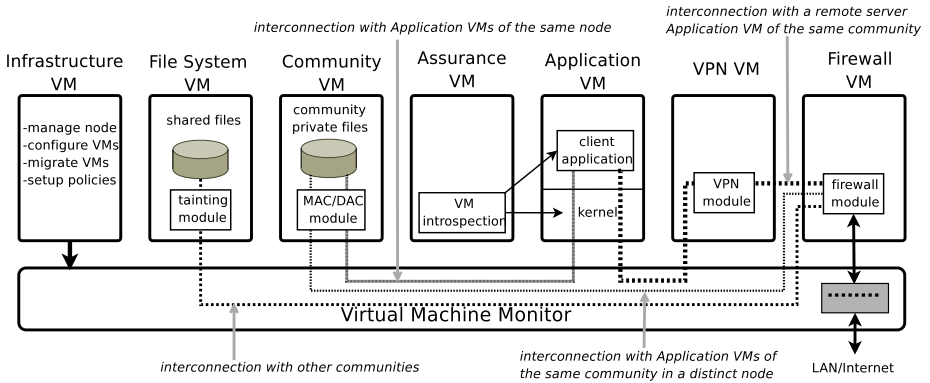 interconnection with a remote server
Application VM of the same community
interconnection with Application VMs of the same node
Infrastructure
VM
File System
VM
Community
VM
Assurance
VM
Application
VM
VPN VM
Firewall
VM
-manage node
-configure VMs
-migrate VMs
-setup policies
shared files
tainting
module
community
private files
MAC/DAC
module
VM
introspection
client
application
kernel
VPN
module
firewall
module
Virtual Machine Monitor
interconnection with other communities
interconnection with Application VMs of
the same community in a distinct node
LAN/Internet